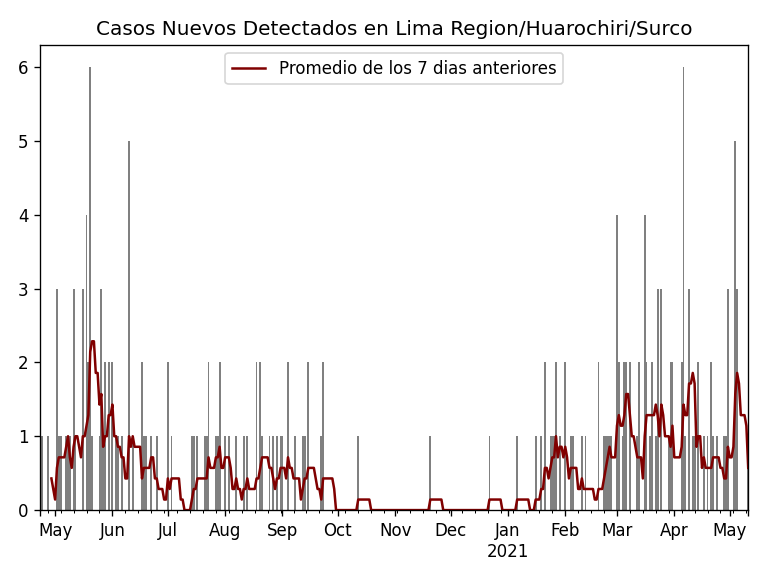 Casos Nuevos Detectados en Lima Region/Huarochiri/Surco
Promedio de los 7 dias anteriores
6
5
4
3
2
1
0
May Jun Jul Aug Sep Oct Nov Dec Jan Feb Mar Apr May
2021